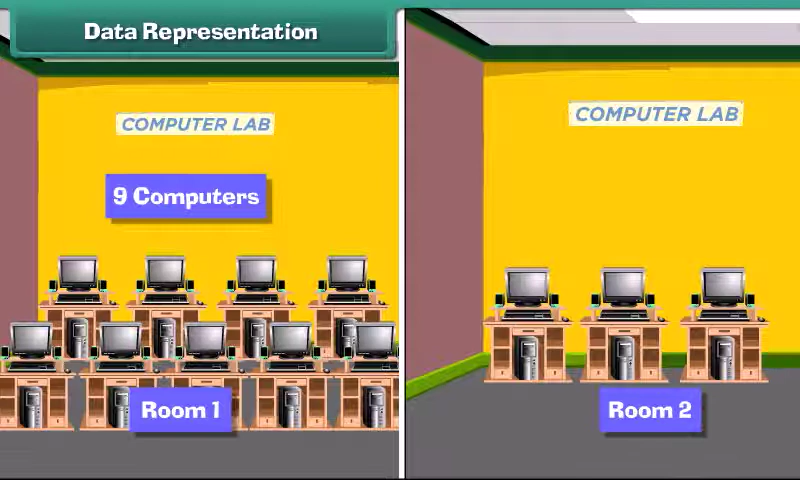 Data Representation
COMPUTER LAB
9 Computers
Room 1
COMPUTER LAB
Room 2